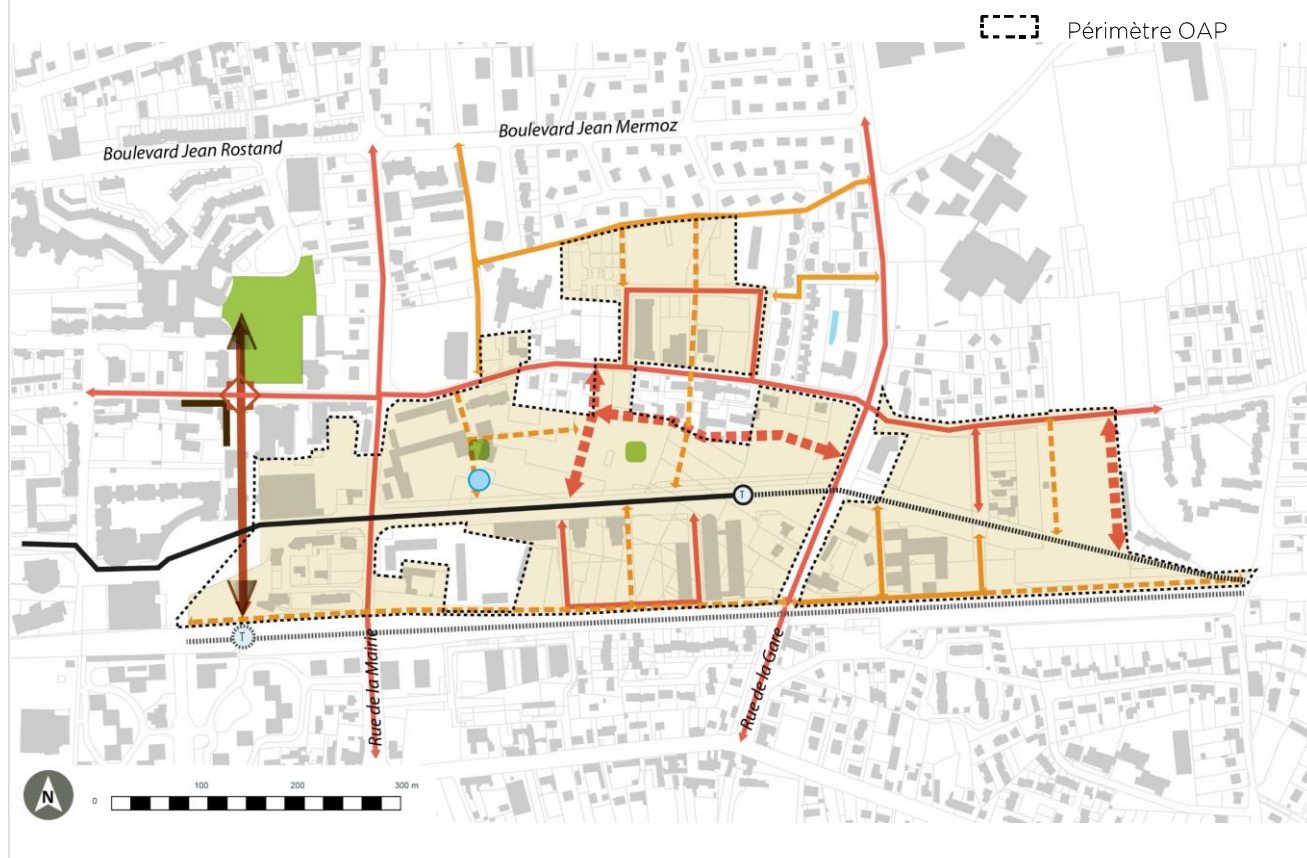 Périmètre OAP
Boulevard Jean Mermoz
Boulevard Jean Rostand
T
T
Rue de la Mairie
Rue de la Gare
N
0
100
200
300 m